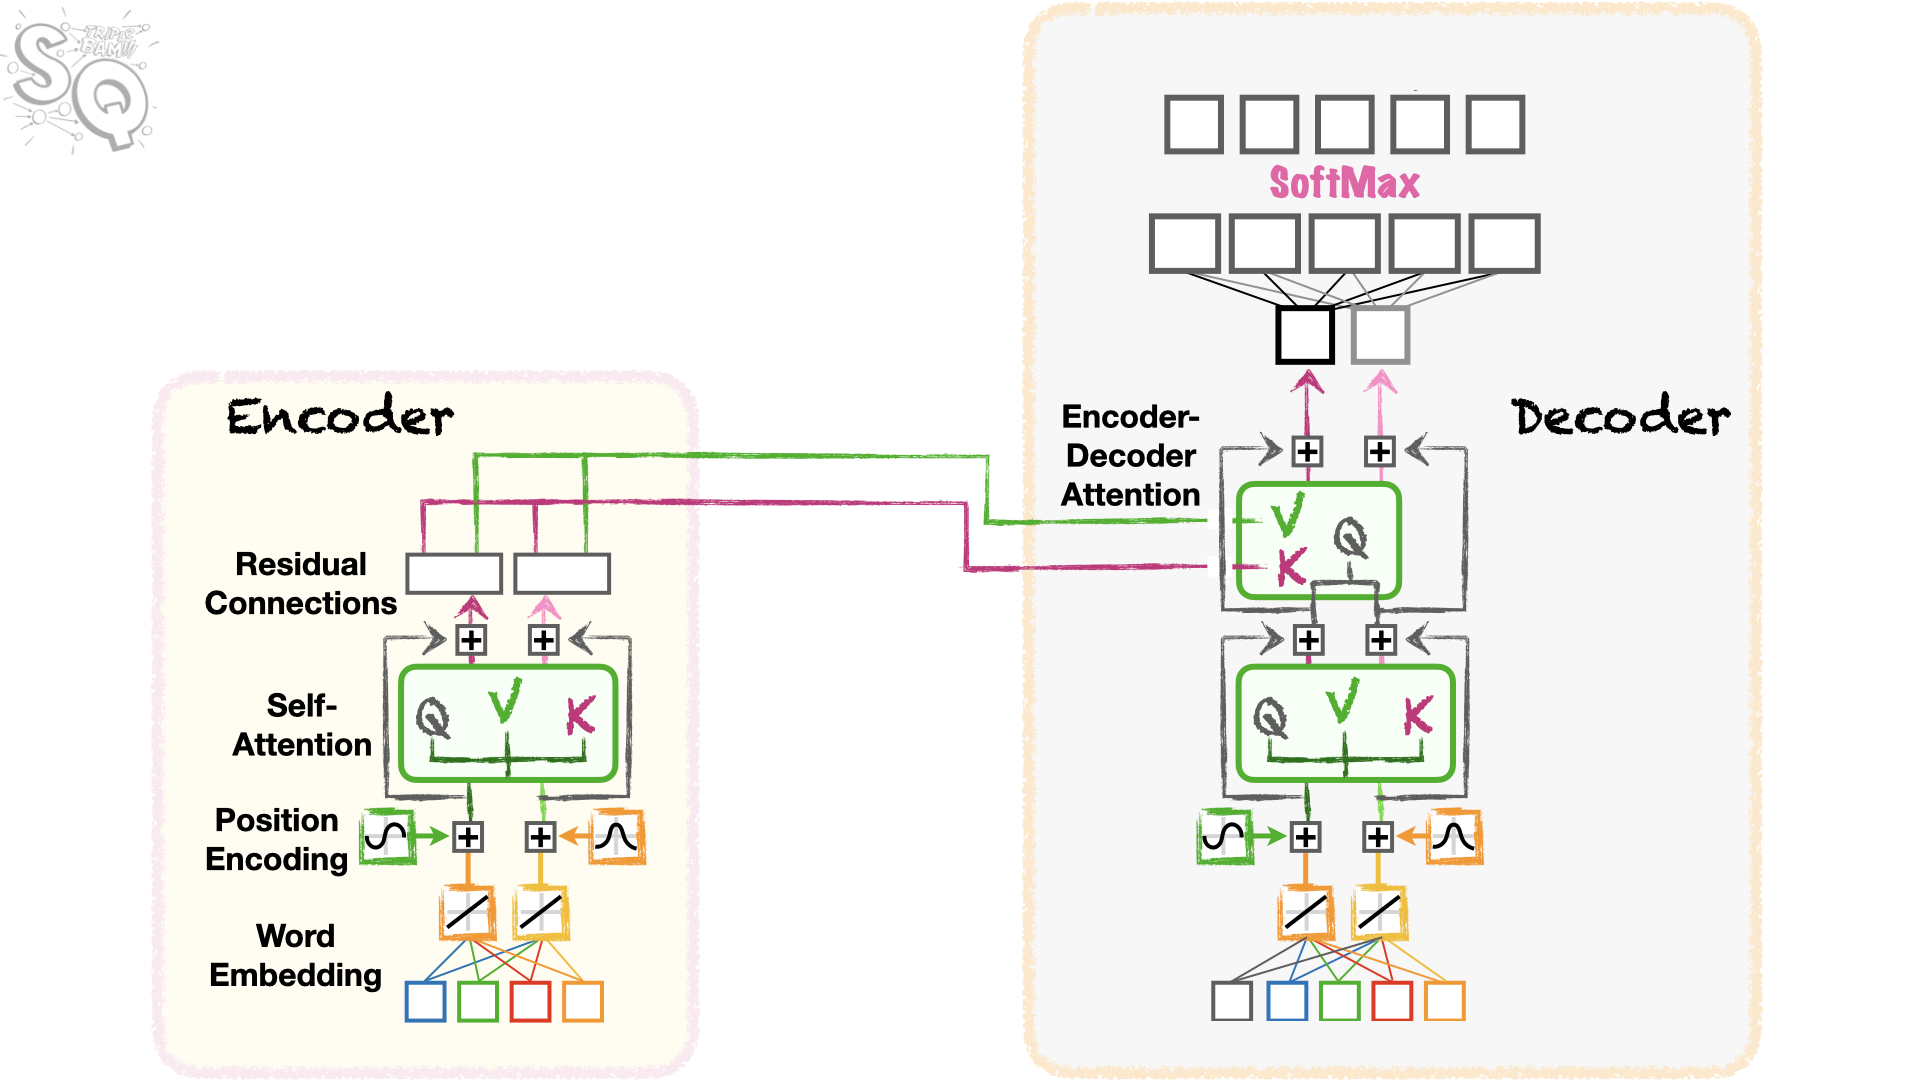 SQ
TRIPLE
BAM!!!
SoftMax
Encoder
Decoder
Encoder-
Decoder
Attention
V
Q
K
Residual
Connections
+
+
+
+
+
+
Self-
Attention
Q
V
K
Q
V
K
Position
Encoding
+
+
+
+
Word
Embedding